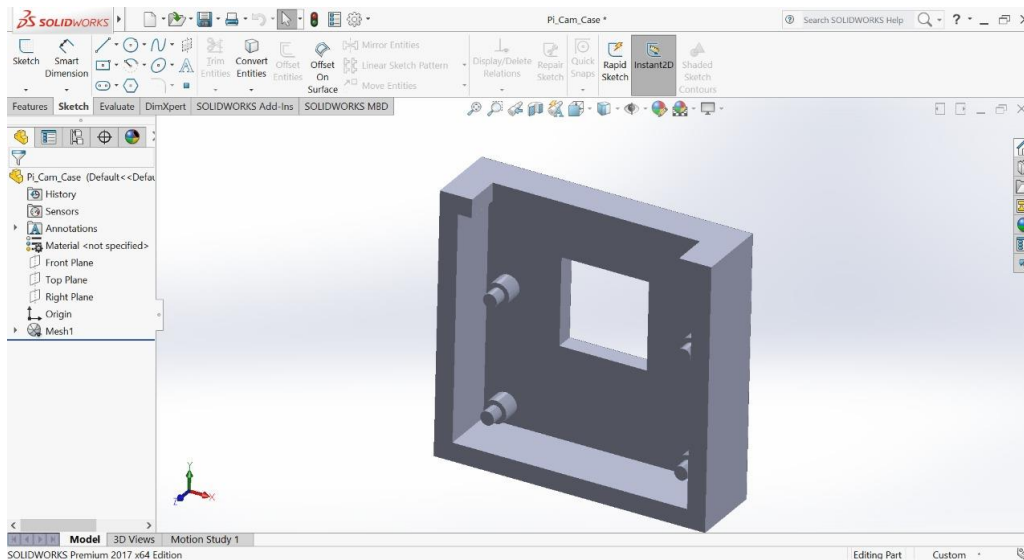 SOLIDWORKS
Pi_Cam_Case *
Search SOLIDWORKS Help
Sketch
Smart
Dimension
Trim
Entities
Convert
Entities
Offset
Entities
Offset
On
Surface
Mirror Entities
Linear Sketch Pattern
Move Entities
Display/Delete
Relations
Repair
Sketch
Quick
Snaps
Rapid
Sketch
Instant2D
Shaded
Sketch
Contours
Features Sketch Evaluate DimXpert SOLIDWORKS Add-Ins SOLIDWORKS MBD
Pi_Cam_Case (Default<<Defau
History
Sensors
Annotations
Material <not specified>
Front Plane
Top Plane
Right Plane
Origin
Mesh1
Y
X
Z
Model 3D Views Motion Study 1
SOLIDWORKS Premium 2017 x64 Edition
Editing Part Custom